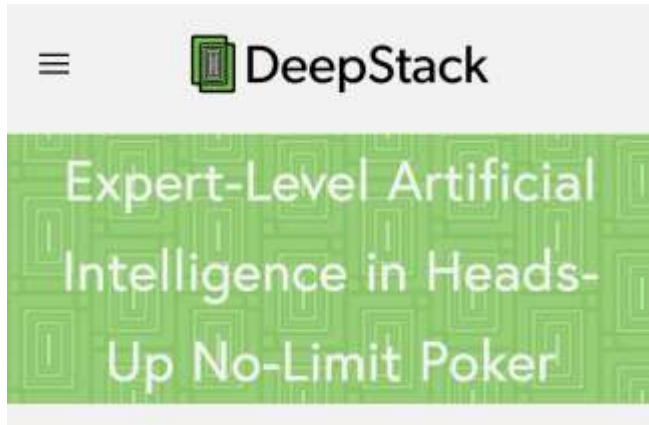 DeepStack
Expert-Level Artificial
Intelligence in Heads-
Up No-Limit Poker